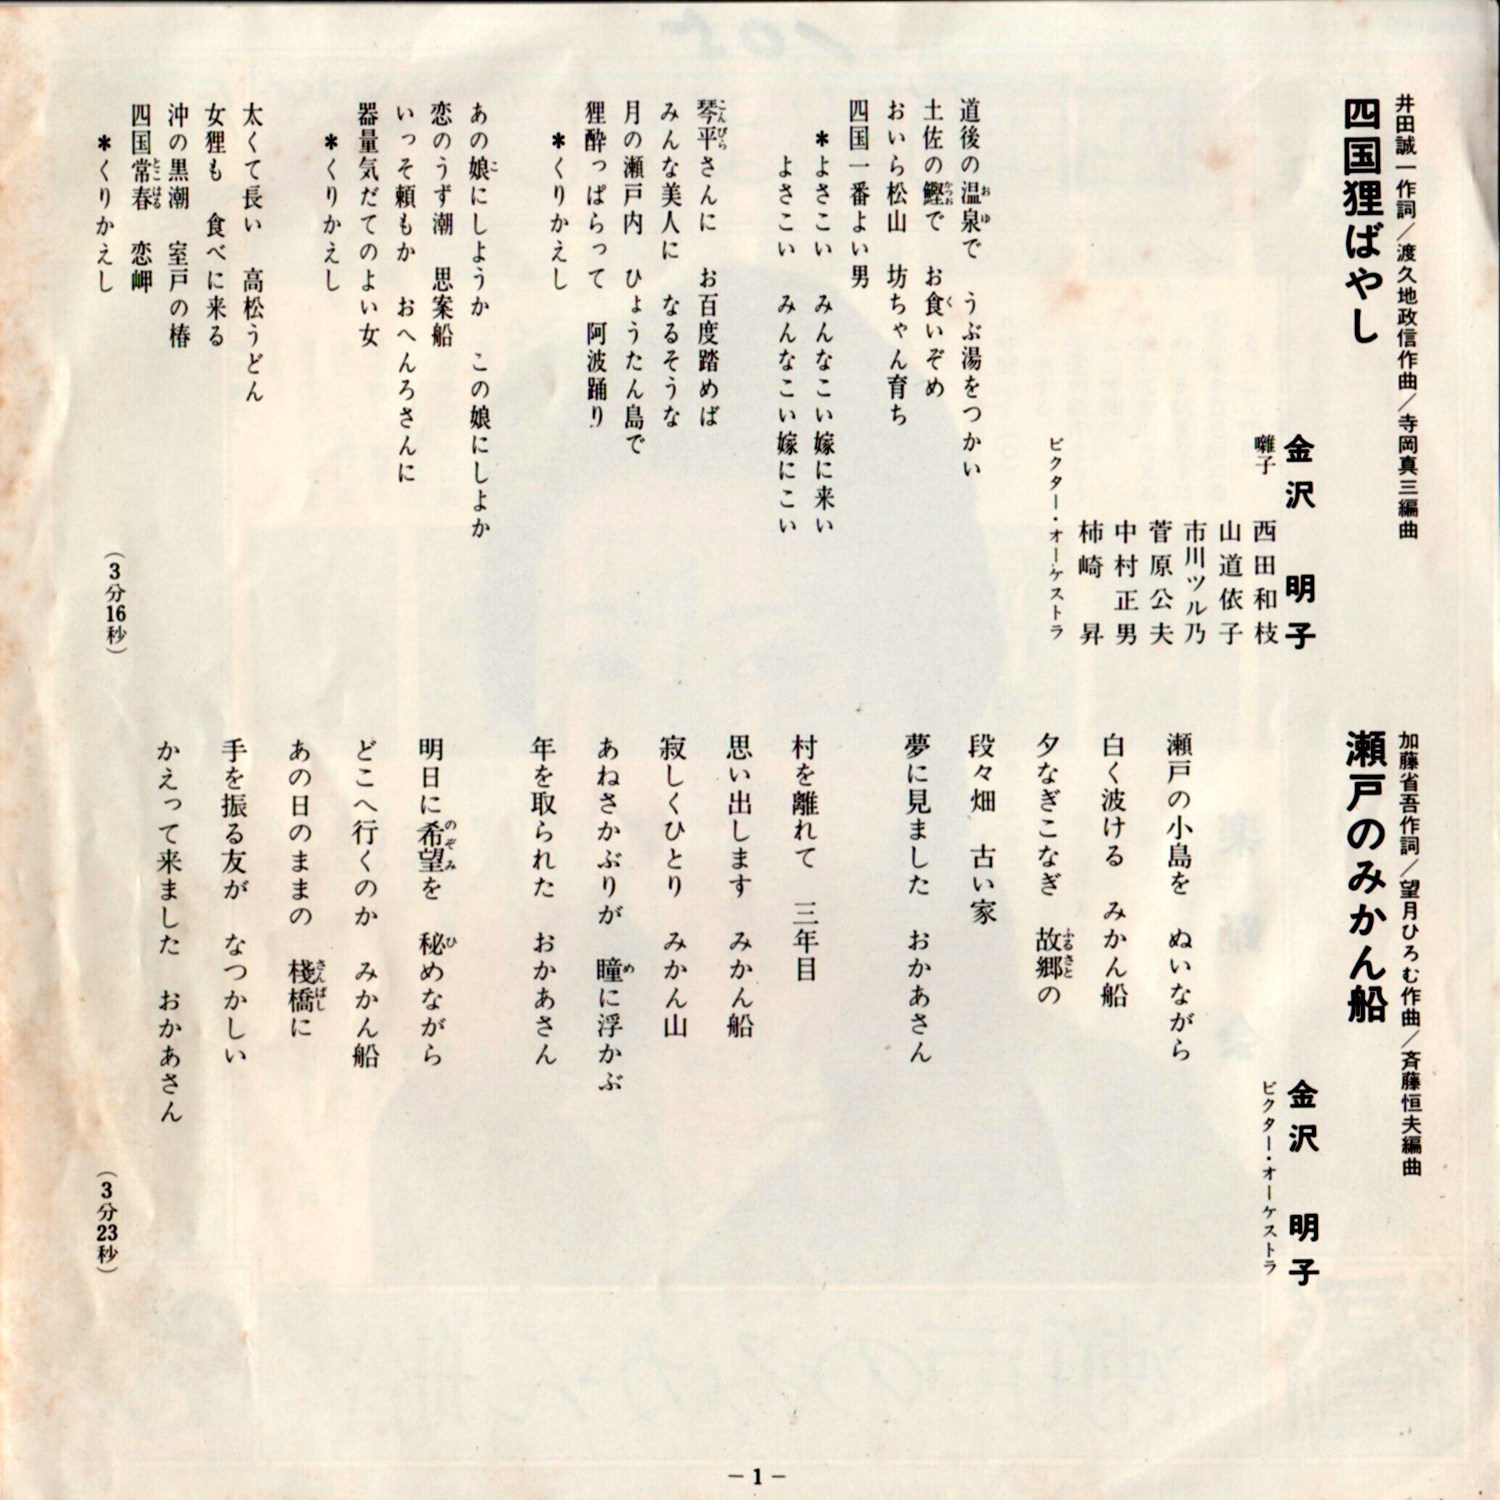 井田誠一作詞／渡久地政信作曲／寺岡真三編曲
四国狸ばやし
金沢 明子
囃子 西田和枝
山道依子
市川ツル乃
菅原公夫
中村正男
柿崎 昇
ビクター・オーケストラ
道後の温泉で うぶ湯をつかい
土佐の鰹で お食いぞめ
おいら松山 坊ちゃん育ち
四国一番よい男
＊よさこい みんなこい嫁に来い
よさこい みんなこい嫁にこい
琴平さんに お百度踏めば
みんな美人に なるそうな
月の瀬戸内 ひょうたん島で
狸酔っぱらって 阿波踊り
＊くりかえし
あの娘にしようか この娘にしよか
恋のうず潮 思案船
いっそ頼もか おへんろさんに
器量気だてのよい女
＊くりかえし
太くて長い 高松うどん
女狸も 食べに来る
沖の黒潮 室戸の椿
四国常春 恋岬
＊くりかえし
（3分16秒）
加藤省吾作詞／望月ひろむ作曲／斉藤恒夫編曲
瀬戸のみかん船
金沢 明子
ビクター・オーケストラ
瀬戸の小島を ぬいながら
白く波ける みかん船
夕なぎこなぎ 故郷の
段々畑 古い家
夢に見ました おかあさん
村を離れて 三年目
思い出します みかん船
寂しくひとり みかん山
あねさかぶりが 瞳に浮かぶ
年を取られた おかあさん
明日に希望を 秘めながら
どこへ行くのか みかん船
あの日のままの 棧橋に
手を振る友が なつかしい
かえって来ました おかあさん
（3分23秒）
－1－